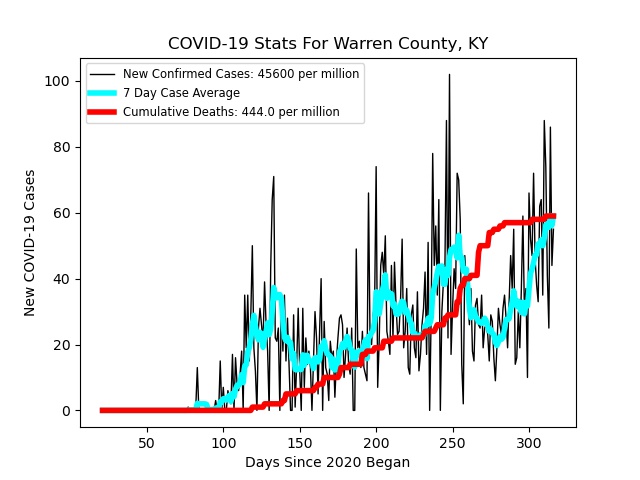 COVID-19 Stats For Warren County, KY
New Confirmed Cases: 45600 per million
7 Day Case Average
Cumulative Deaths: 444.0 per million
New COVID-19 Cases
100
80
60
40
20
0
50 100 150 200 250 300
Days Since 2020 Began